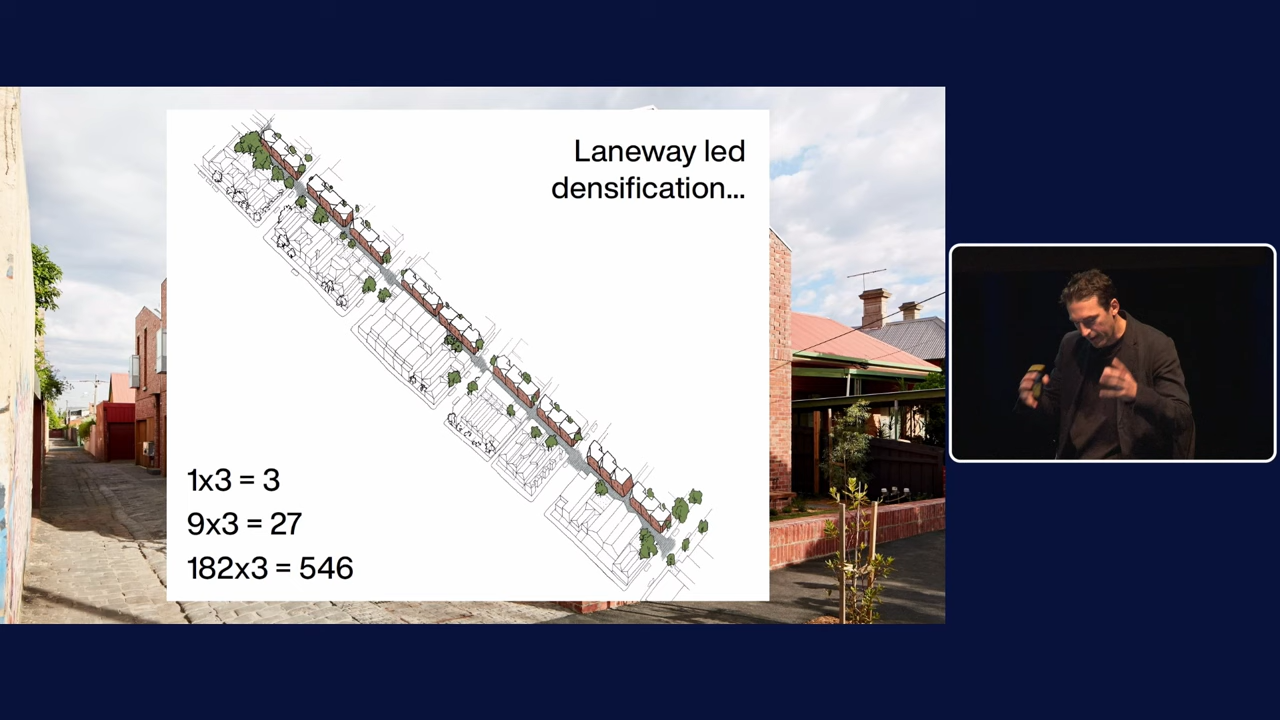 Laneway led
densification...
1x3 = 3
9x3 = 27
182x3 = 546